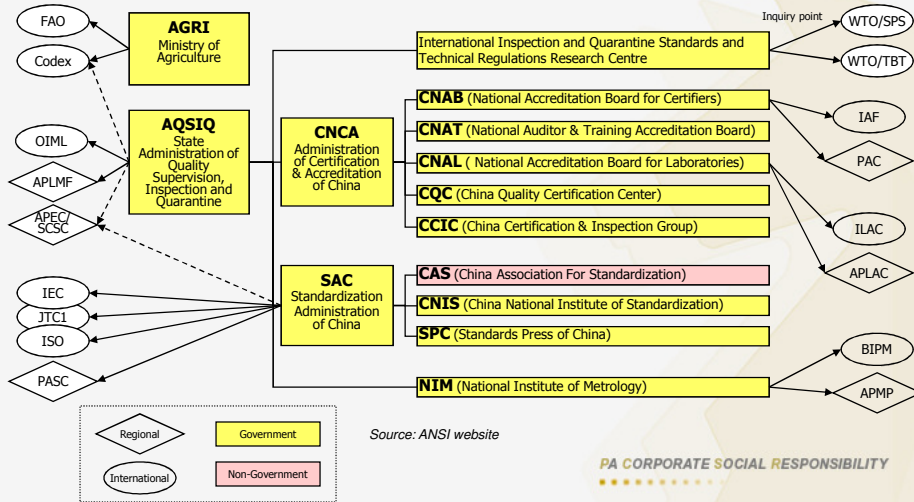 FAO
Codex
OIML
APLMF
APEC/
SCSC
IEC
JTC1
ISO
PASC
AGRI
Ministry of
Agriculture
AQSIQ
State
Administration of
Quality
Supervision,
Inspection and
Quarantine
CNCA
Administration
of Certification
& Accreditation
of China
SAC
Standardization
Administration
of China
International Inspection and Quarantine Standards and
Technical Regulations Research Centre
CNAB (National Accreditation Board for Certifiers)
CNAT (National Auditor & Training Accreditation Board)
CNAL ( National Accreditation Board for Laboratories)
CQC (China Quality Certification Center)
CCIC (China Certification & Inspection Group)
CAS (China Association For Standardization)
CNIS (China National Institute of Standardization)
SPC (Standards Press of China)
NIM (National Institute of Metrology)
Inquiry point
WTO/SPS
WTO/TBT
IAF
PAC
ILAC
APLAC
BIPM
APMP
Regional
Government
International
Non-Government
Source: ANSI website
PA CORPORATE SOCIAL RESPONSIBILITY